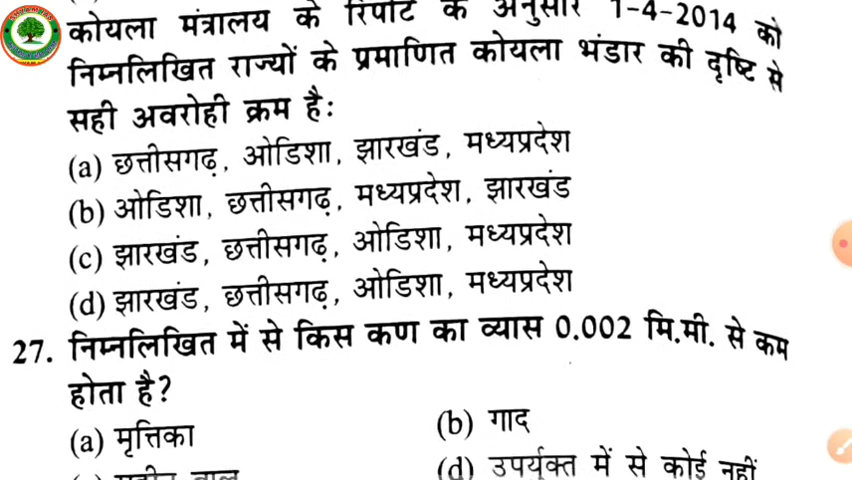 कोयला मंत्रालय के रिपोर्ट के अनुसार 1-4-2014 को
निम्नलिखित राज्यों के प्रमाणित कोयला भंडार की दृष्टि से
सही अवरोही क्रम है:
(a) छत्तीसगढ़, ओडिशा, झारखंड, मध्यप्रदेश
(b) ओडिशा, छत्तीसगढ़, मध्यप्रदेश, झारखंड
(c) झारखंड, छत्तीसगढ़, ओडिशा, मध्यप्रदेश
(d) झारखंड, छत्तीसगढ़, ओडिशा, मध्यप्रदेश
27. निम्नलिखित में से किस कण का व्यास 0.002 मि.मी. से कम
होता है?
(a) मृत्तिका (b) गाद
(d) उपर्युक्त में से कोई नहीं